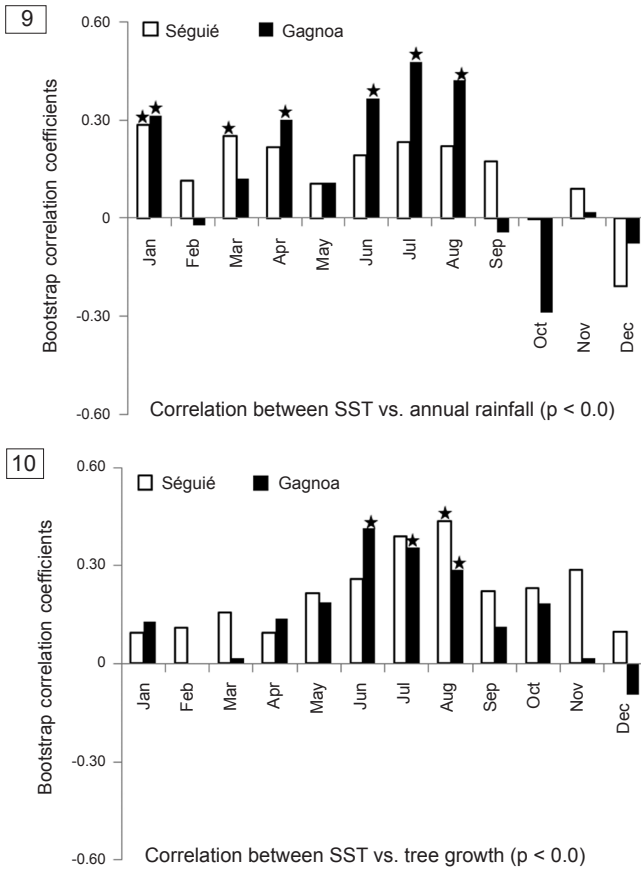 9
0.60
Séguié Gagnoa
0.30
0
-0.30
-0.60
Bootstrap correlation coefficients
Jan Feb Mar Apr May Jun Jul Aug Sep Oct Nov Dec
Correlation between SST vs. annual rainfall (p < 0.0)
10
0.60
Séguié Gagnoa
0.30
0
-0.30
-0.60
Bootstrap correlation coefficients
Jan Feb Mar Apr May Jun Jul Aug Sep Oct Nov Dec
Correlation between SST vs. tree growth (p < 0.0)